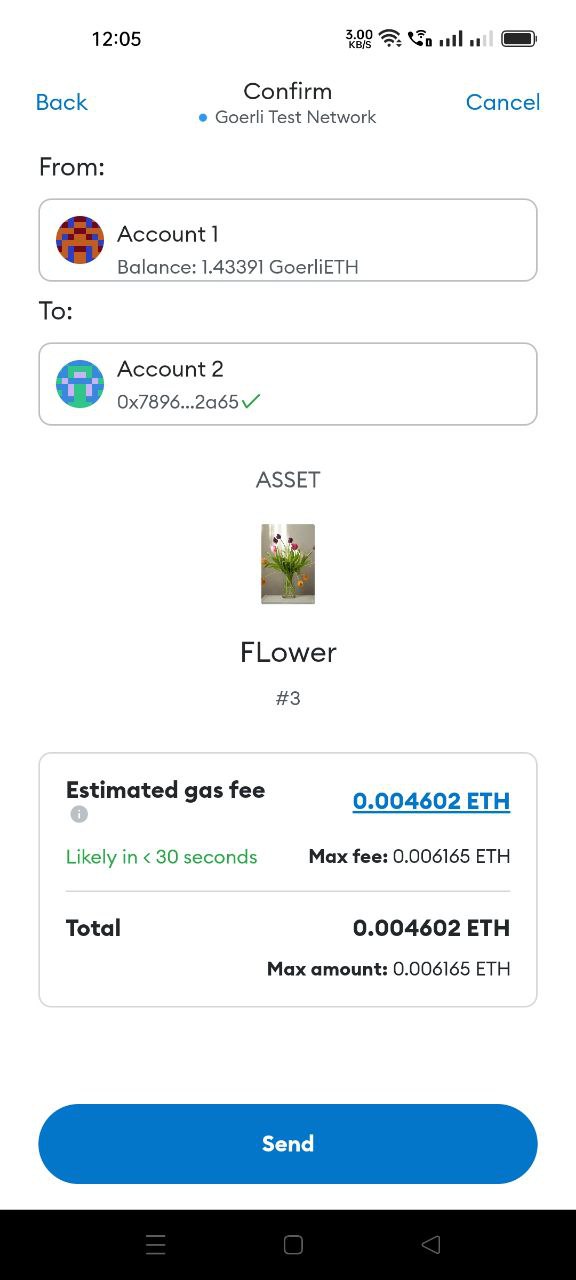 12:05
3.00
KB/S
Back
Confirm
Cancel
Goerli Test Network
From:
Account 1
Balance: 1.43391 GoerliETH
To:
Account 2
0x7896...2a65
ASSET
FLower
#3
Estimated gas fee
0.004602 ETH
Likely in < 30 seconds
Max fee: 0.006165 ETH
Total
0.004602 ETH
Max amount: 0.006165 ETH
Send